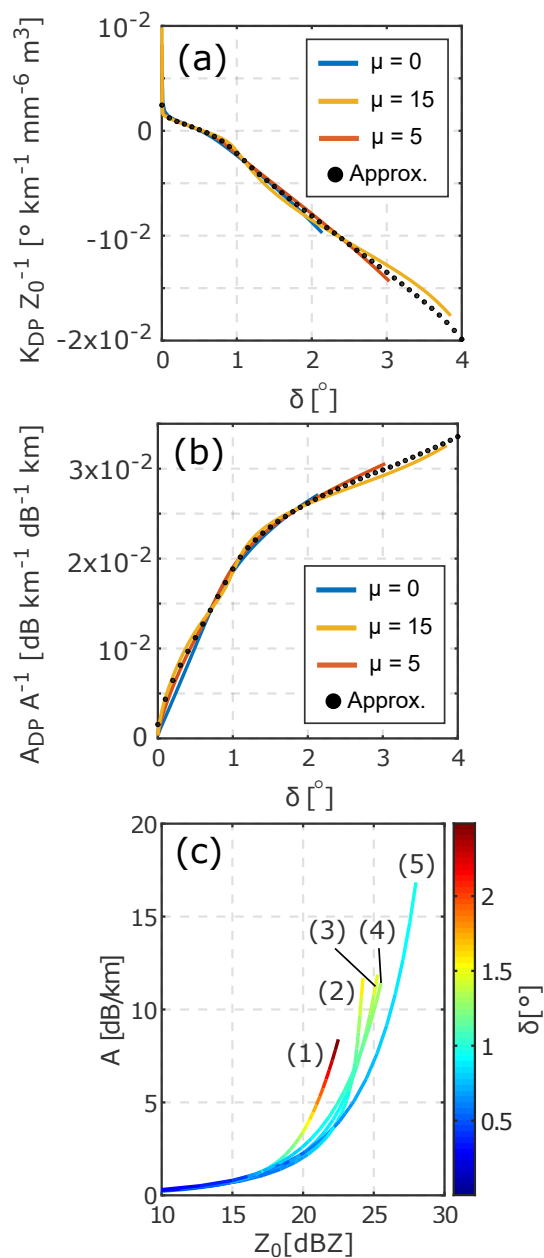 10⁻²
(a)
μ = 0
μ = 15
μ = 5
Approx.
0
-10⁻²
-2x10⁻²
K_DP Z₀⁻¹ [° km⁻¹ mm⁻⁶ m³]
0 1 2 3 4
δ [°]
(b)
3x10⁻²
2x10⁻²
10⁻²
0
A_DP A⁻¹ [dB km⁻¹ dB⁻¹ km]
μ = 0
μ = 15
μ = 5
Approx.
0 1 2 3 4
δ [°]
(c)
20
15
10
5
0
A [dB/km]
(1)
(2)
(3)
(4)
(5)
10 15 20 25 30
Z₀[dBZ]
2
1.5
1
0.5
δ[°]